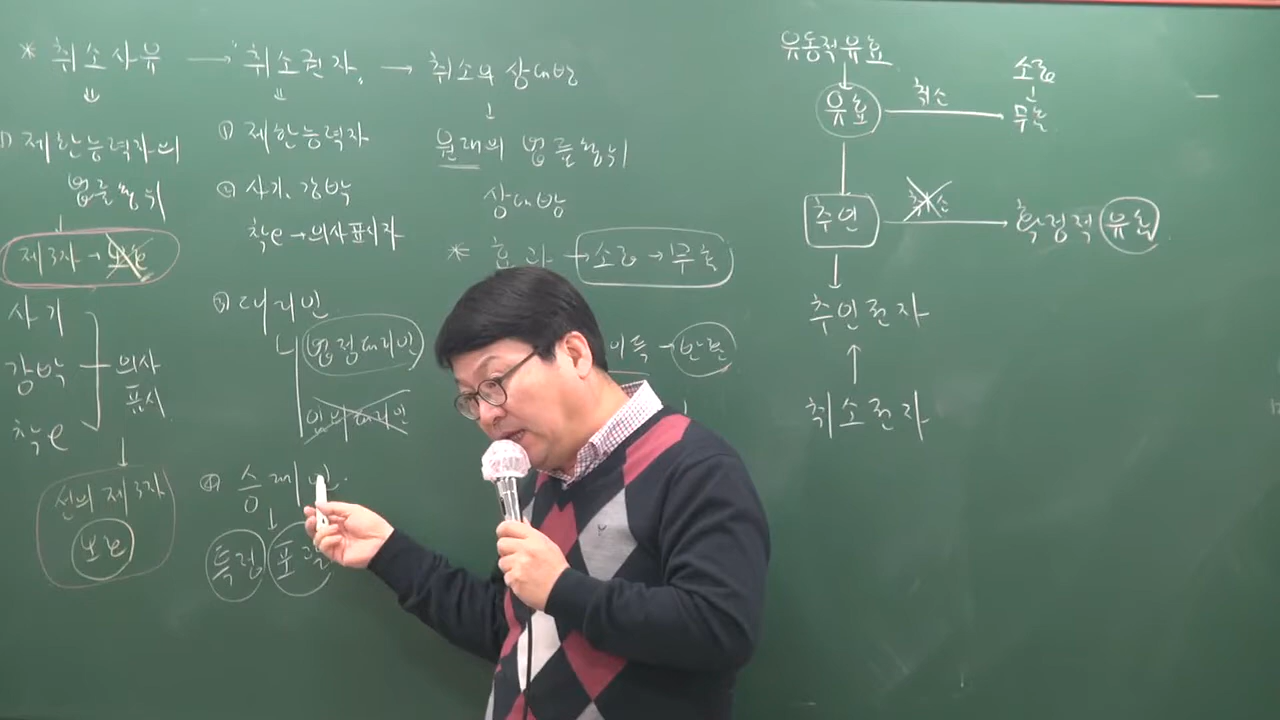 * 취소사유 → 취소권자. → 취소의 상대방
① 제한능력자의 법률행위
제3자 → 보호
사기
강박
착오
의사표시
선의 제3자
보호
① 제한능력자
② 사기, 강박
착오 → 의사표시자
③ 대리인
법정대리인
임의대리인
④ 승계인.
특정 포괄
원래의 법률행위
상대방
* 효과 → 소급 → 무효
이득 → 반환
유동적유효
유효 취소 → 무효
소급
추인 취소 → 확정적 유효
추인권자
취소권자